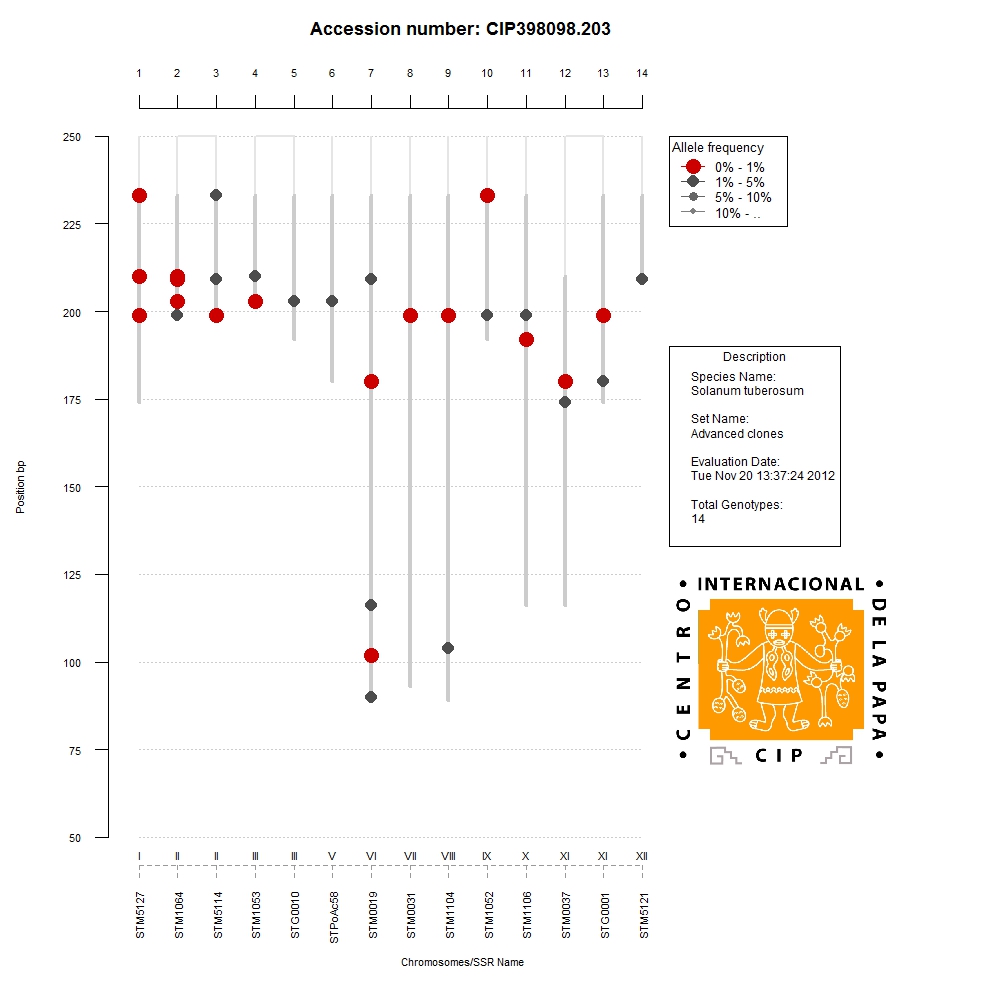 Accession number: CIP398098.203
1 2 3 4 5 6 7 8 9 10 11 12 13 14
250
225
200
175
150
125
100
75
50
Position bp
Allele frequency
0% - 1%
1% - 5%
5% - 10%
10% - ..
Description
Species Name:
Solanum tuberosum
Set Name:
Advanced clones
Evaluation Date:
Tue Nov 20 13:37:24 2012
Total Genotypes:
14
• INTERNACIONAL •
CENTRO
DE LA PAPA
• CIP •
I II II III III V VI VII VIII IX X XI XI XII
STM5127 STM1064 STM5114 STM1053 STG0010 STPoAc58 STM0019 STM0031 STM1104 STM1052 STM1106 STM0037 STG0001 STM5121
Chromosomes/SSR Name